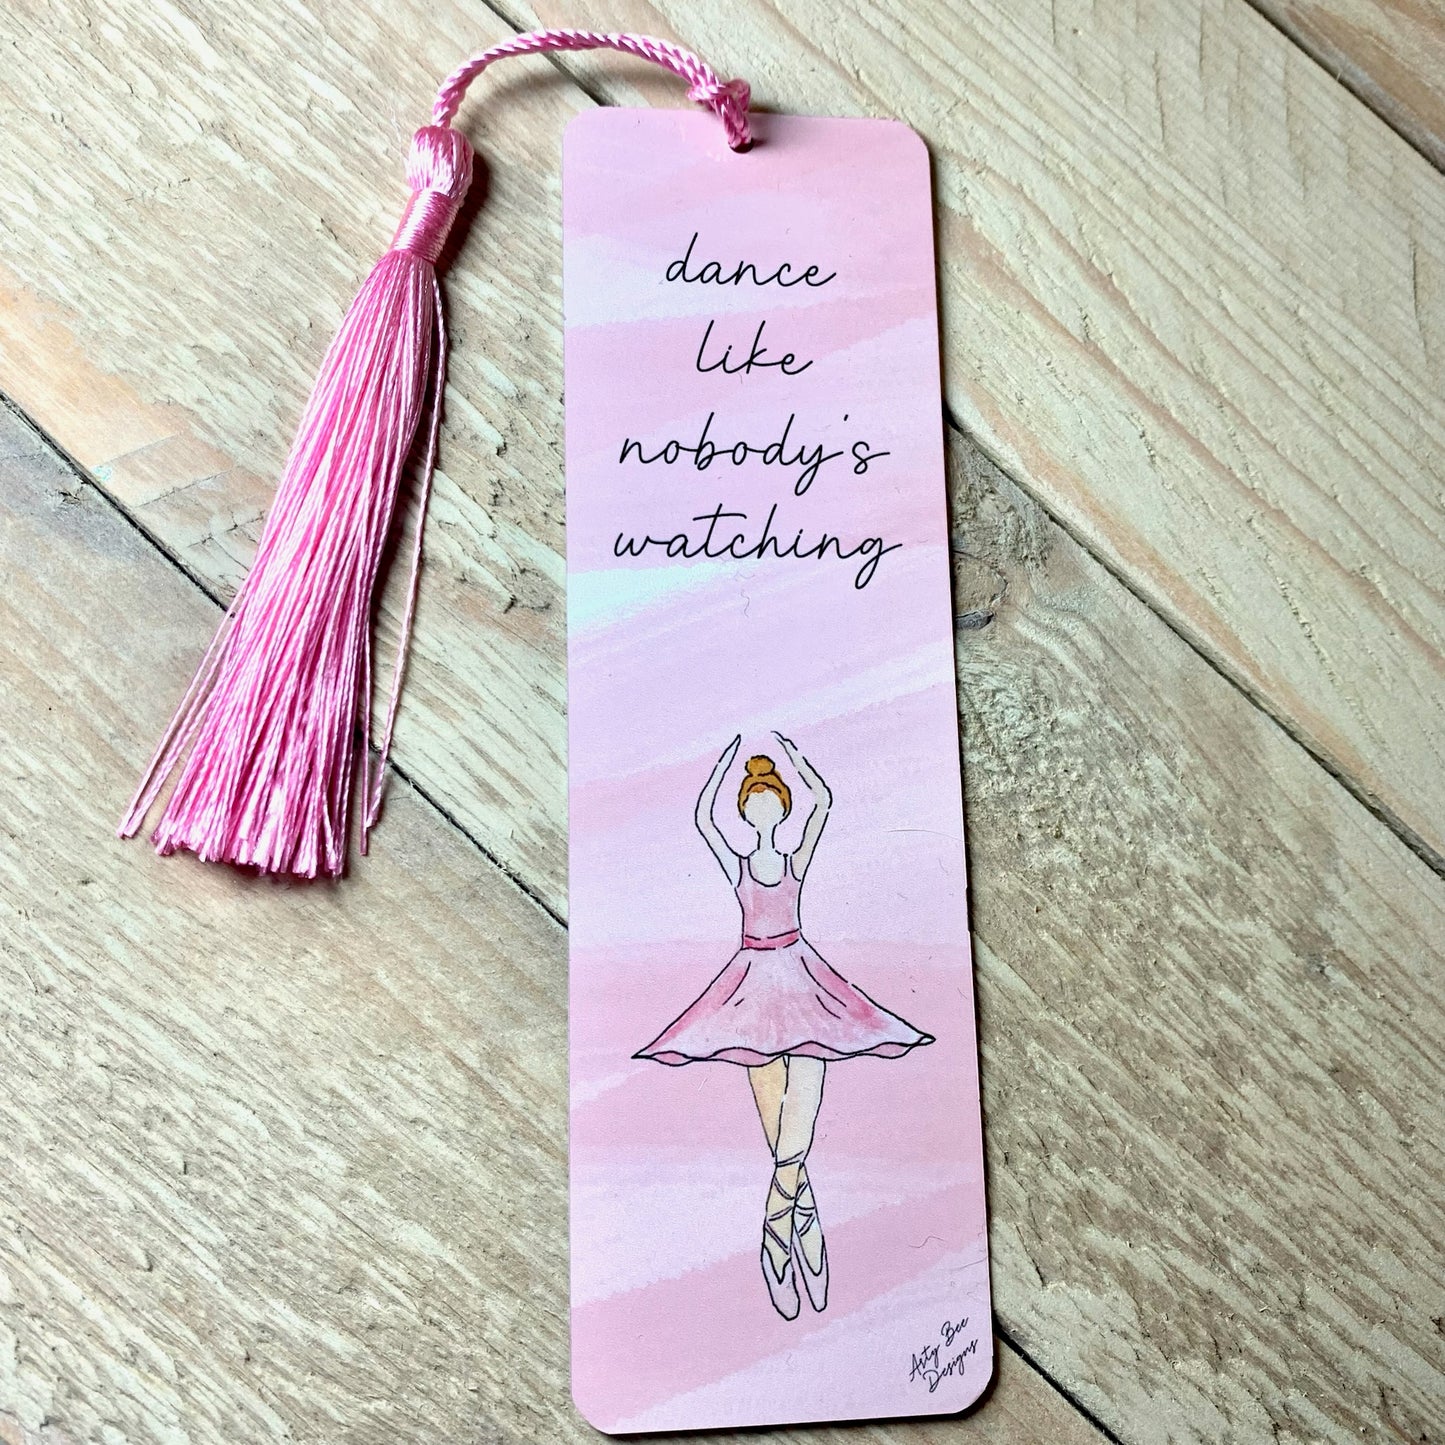 dance
like
nobody's
watching
Arty Bee
Designs